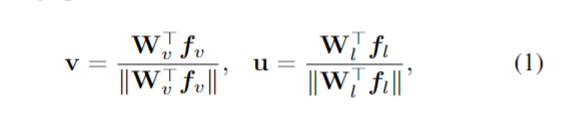 v = W_v^⊤ f_v / ‖W_v^⊤ f_v‖, u = W_l^⊤ f_l / ‖W_l^⊤ f_l‖, (1)